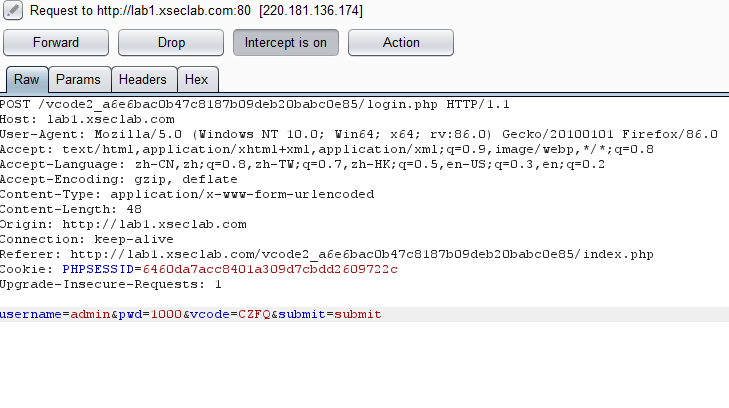 Request to http://lab1.xseclab.com:80 [220.181.136.174]
Forward Drop Intercept is on Action
Raw Params Headers Hex
POST /vcode2_a6e6bac0b47c8187b09deb20babc0e85/login.php HTTP/1.1
Host: lab1.xseclab.com
User-Agent: Mozilla/5.0 (Windows NT 10.0; Win64; x64; rv:86.0) Gecko/20100101 Firefox/86.0
Accept: text/html,application/xhtml+xml,application/xml;q=0.9,image/webp,*/*;q=0.8
Accept-Language: zh-CN,zh;q=0.8,zh-TW;q=0.7,zh-HK;q=0.5,en-US;q=0.3,en;q=0.2
Accept-Encoding: gzip, deflate
Content-Type: application/x-www-form-urlencoded
Content-Length: 48
Origin: http://lab1.xseclab.com
Connection: keep-alive
Referer: http://lab1.xseclab.com/vcode2_a6e6bac0b47c8187b09deb20babc0e85/index.php
Cookie: PHPSESSID=6460da7acc8401a309d7cbdd2609722c
Upgrade-Insecure-Requests: 1
username=admin&pwd=1000&vcode=CZFQ&submit=submit